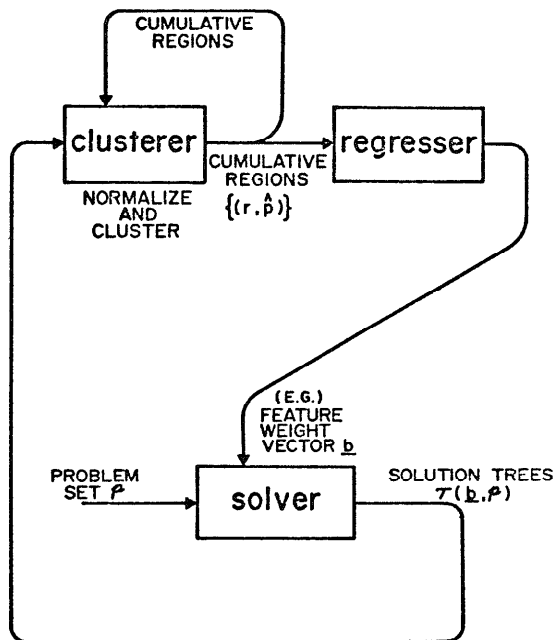 CUMULATIVE
REGIONS
clusterer
regresser
NORMALIZE
AND
CLUSTER
CUMULATIVE
REGIONS
{(r, p̂)}
(E.G.)
FEATURE
WEIGHT
VECTOR b
PROBLEM
SET P
solver
SOLUTION TREES
T(b, P)